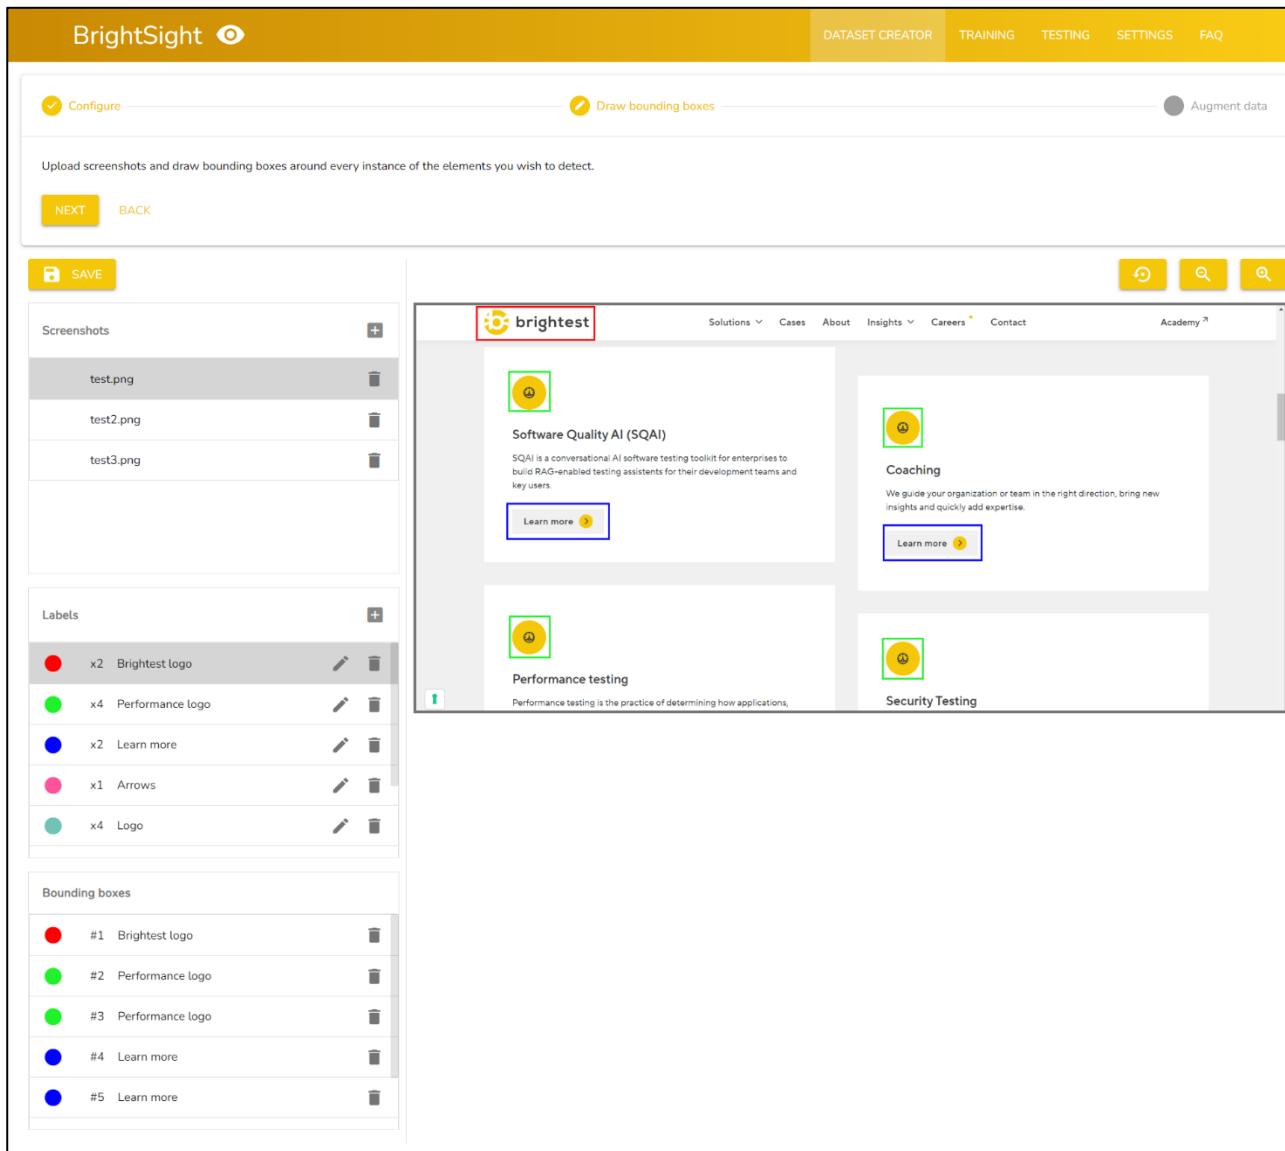 BrightSight
DATASET CREATOR TRAINING TESTING SETTINGS FAQ
Configure Draw bounding boxes Augment data
Upload screenshots and draw bounding boxes around every instance of the elements you wish to detect.
NEXT BACK
SAVE
Screenshots
test.png
test2.png
test3.png
Labels
x2 Brightest logo
x4 Performance logo
x2 Learn more
x1 Arrows
x4 Logo
Bounding boxes
#1 Brightest logo
#2 Performance logo
#3 Performance logo
#4 Learn more
#5 Learn more
brightest Solutions Cases About Insights Careers Contact Academy
Software Quality AI (SQAI)
SQAI is a conversational AI software testing toolkit for enterprises to
build RAG-enabled testing assistents for their development teams and
key users.
Learn more
Coaching
We guide your organization or team in the right direction, bring new
insights and quickly add expertise.
Learn more
Performance testing
Performance testing is the practice of determining how applications,
Security Testing